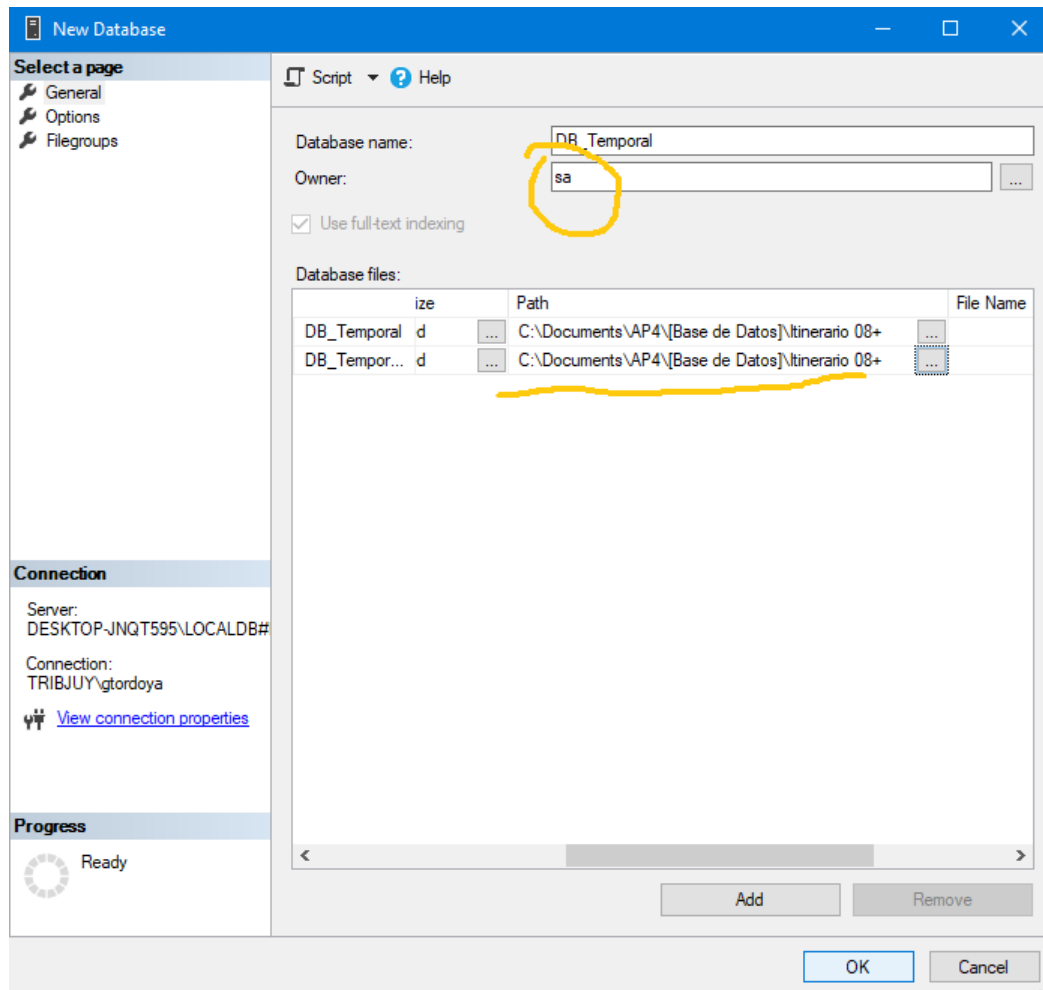 New Database
Select a page
General
Options
Filegroups
Script
Help
Database name:
DB_Temporal
Owner:
sa
...
Use full-text indexing
Database files:
ize Path File Name
DB_Temporal d ... C:\Documents\AP4\[Base de Datos]\Itinerario 08+ ...
DB_Tempor... d ... C:\Documents\AP4\[Base de Datos]\Itinerario 08+ ...
Connection
Server:
DESKTOP-JNQT595\LOCALDB#
Connection:
TRIBJUY\gtordoya
View connection properties
Progress
Ready
Add
Remove
OK
Cancel